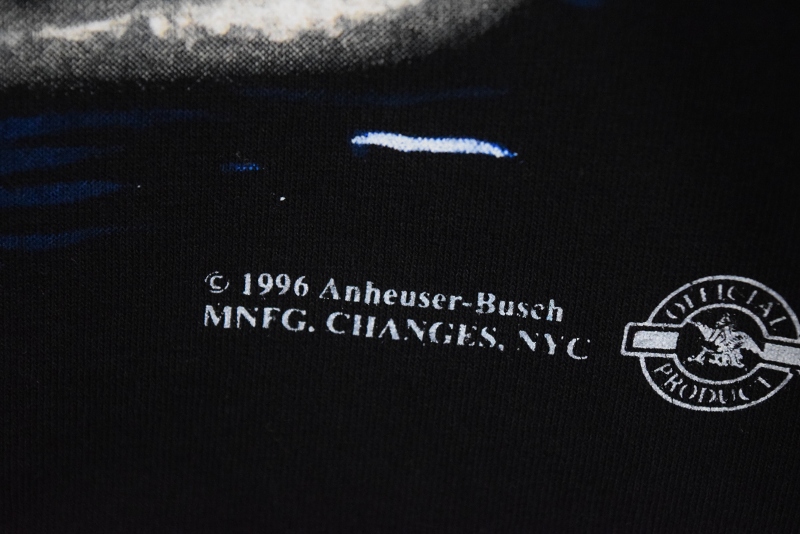 © 1996 Anheuser-Busch
MNFG. CHANGES, NYC
OFFICIAL
PRODUCT